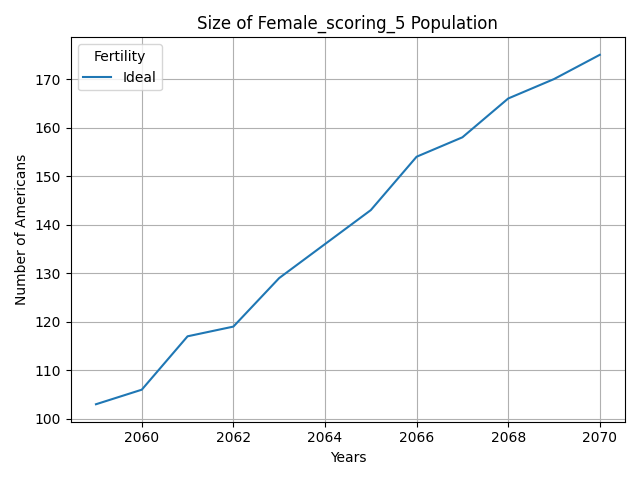 Size of Female_scoring_5 Population
Fertility
Ideal
Number of Americans
170
160
150
140
130
120
110
100
2060 2062 2064 2066 2068 2070
Years